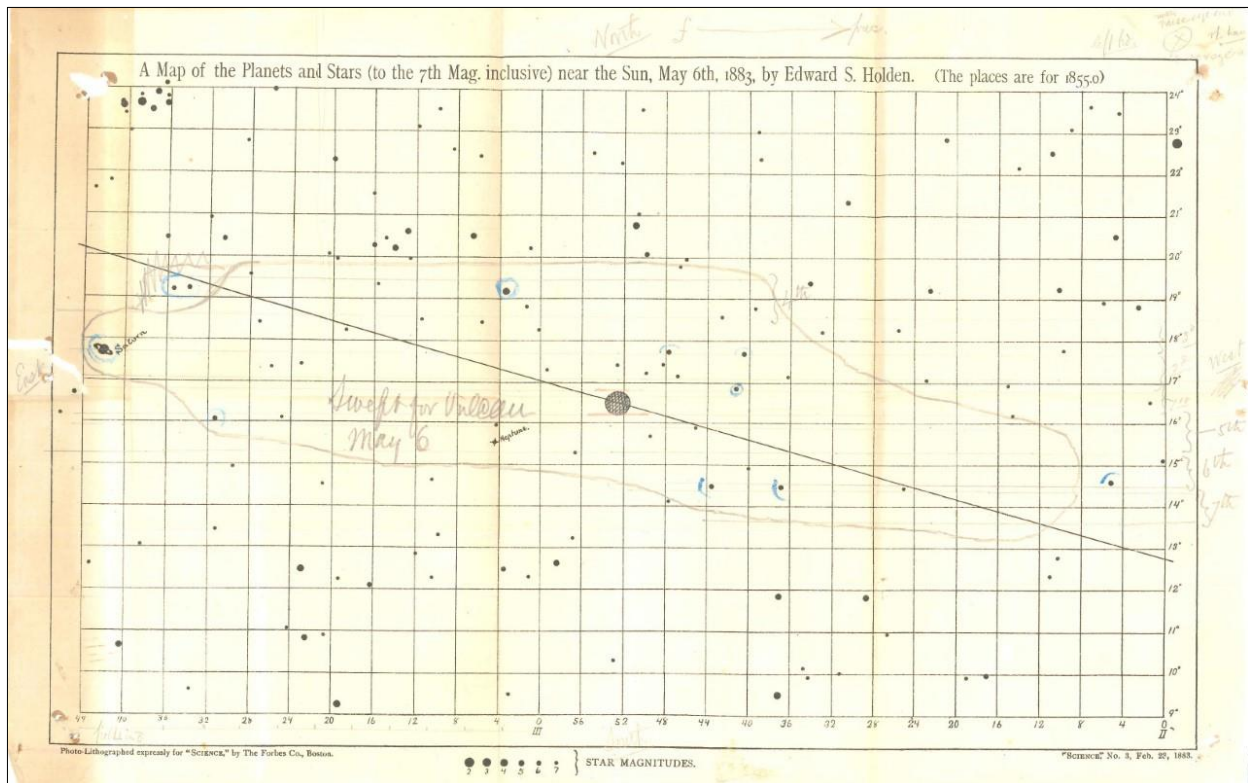 North f ⟶ prec.
A Map of the Planets and Stars (to the 7th Mag. inclusive) near the Sun, May 6th, 1883, by Edward S. Holden. (The places are for 1855.0)
24°
23°
22°
21°
20°
19°
4th
18°
Saturn
West
East
17°
Swept for Vulcan
16°
5th
May 6
Neptune
15°
6th
14°
7th
13°
12°
11°
10°
9°
44 40 36 32 28 24 20 16 12 8 4 0 56 52 48 44 40 36 32 28 24 20 16 12 8 4 0
III II
South
Photo-Lithographed expressly for "SCIENCE," by The Forbes Co., Boston.
"SCIENCE," No. 3, Feb. 23, 1883.
2 3 4 5 6 7 } STAR MAGNITUDES.